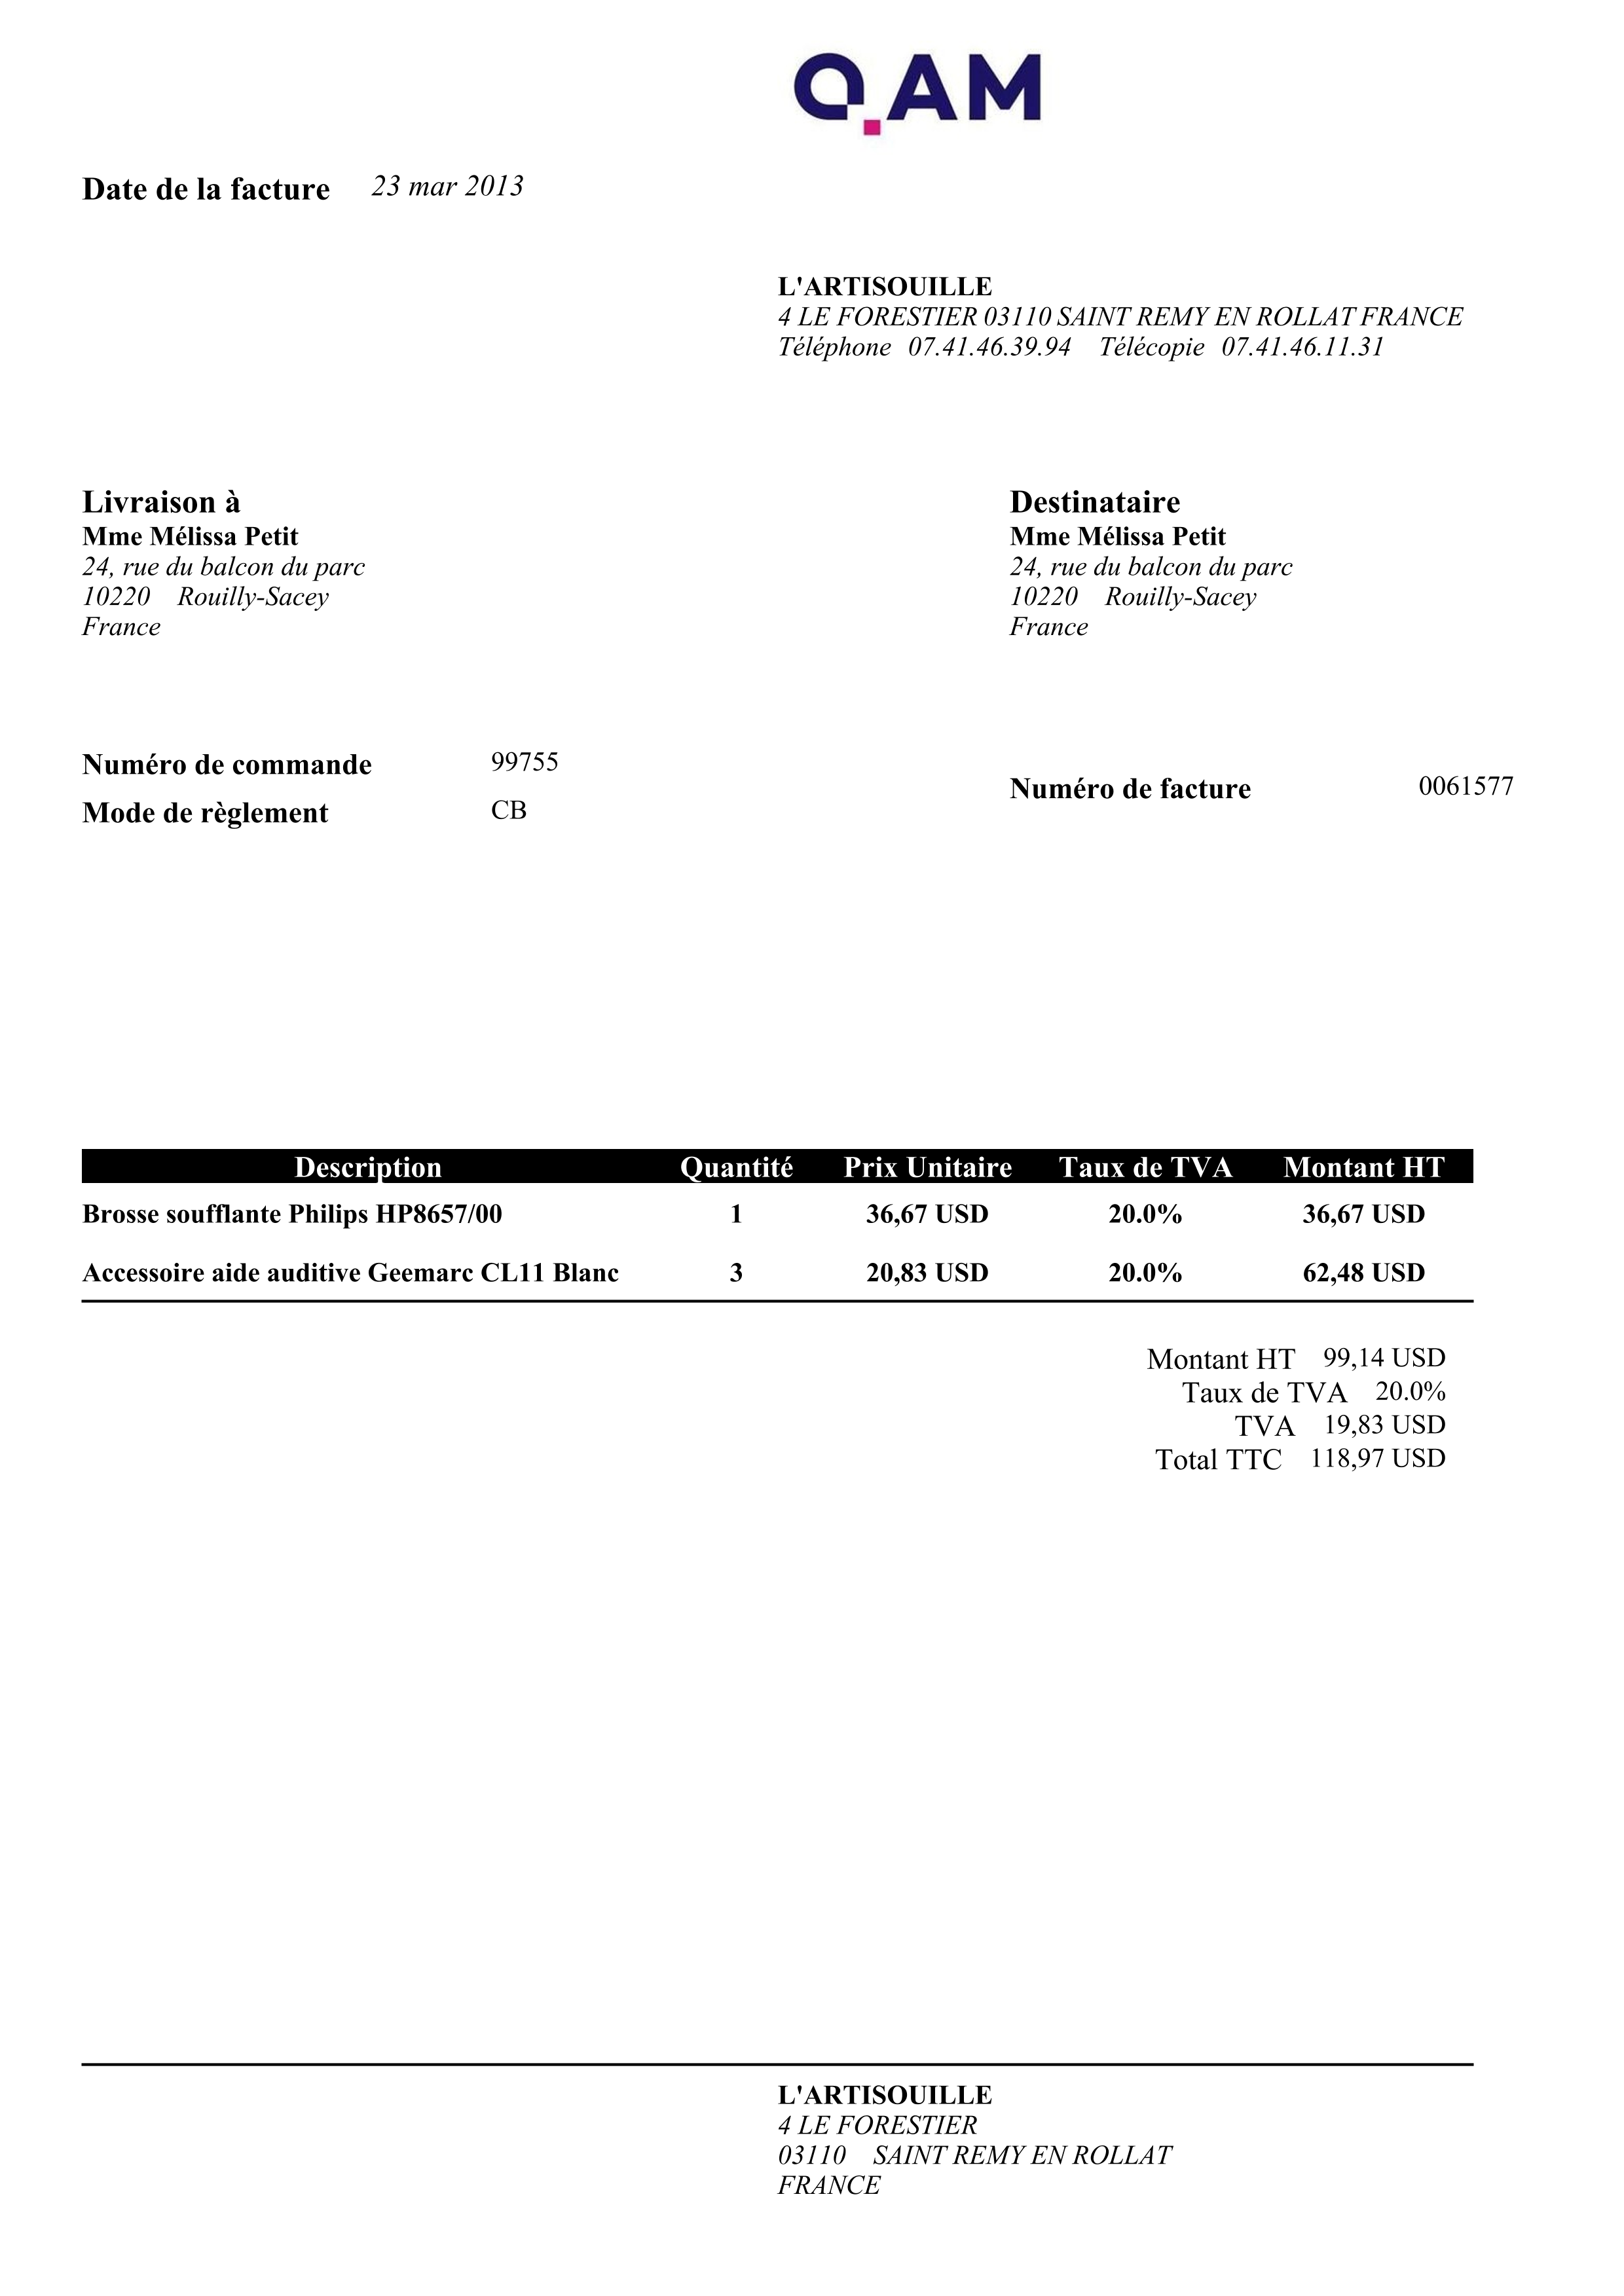 Q.AM
Date de la facture 23 mar 2013
L'ARTISOUILLE
4 LE FORESTIER 03110 SAINT REMY EN ROLLAT FRANCE
Téléphone 07.41.46.39.94 Télécopie 07.41.46.11.31
Livraison à
Mme Mélissa Petit
24, rue du balcon du parc
10220 Rouilly-Sacey
France
Destinataire
Mme Mélissa Petit
24, rue du balcon du parc
10220 Rouilly-Sacey
France
Numéro de commande 99755
Mode de règlement CB
Numéro de facture 0061577
Description Quantité Prix Unitaire Taux de TVA Montant HT
Brosse soufflante Philips HP8657/00 1 36,67 USD 20.0% 36,67 USD
Accessoire aide auditive Geemarc CL11 Blanc 3 20,83 USD 20.0% 62,48 USD
Montant HT 99,14 USD
Taux de TVA 20.0%
TVA 19,83 USD
Total TTC 118,97 USD
L'ARTISOUILLE
4 LE FORESTIER
03110 SAINT REMY EN ROLLAT
FRANCE